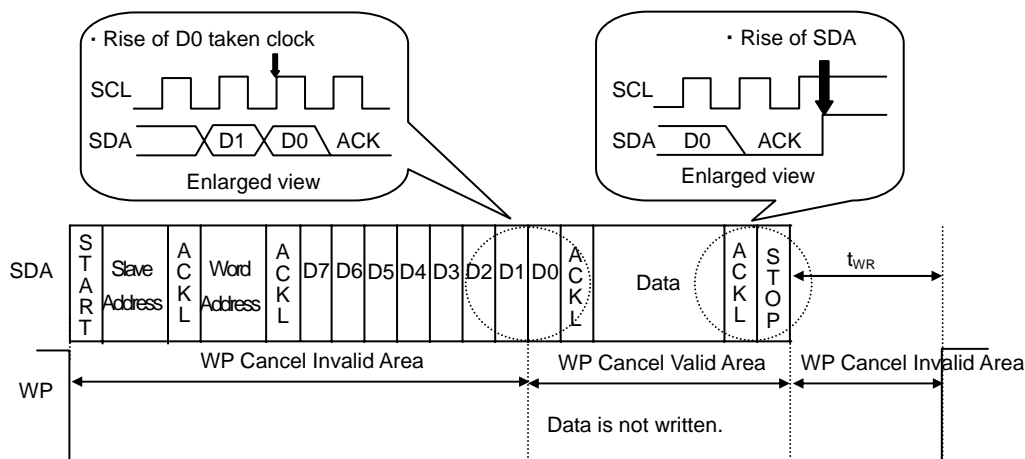 ・ Rise of D0 taken clock
SCL
SDA D1 D0 ACK
Enlarged view
・ Rise of SDA
SCL
SDA D0 ACK
Enlarged view
SDA
START
Slave
Address
ACKL
Word
Address
ACKL
D7 D6 D5 D4 D3 D2 D1 D0
ACKL
Data
ACKL
STOP
tWR
WP
WP Cancel Invalid Area
WP Cancel Valid Area
WP Cancel Invalid Area
Data is not written.